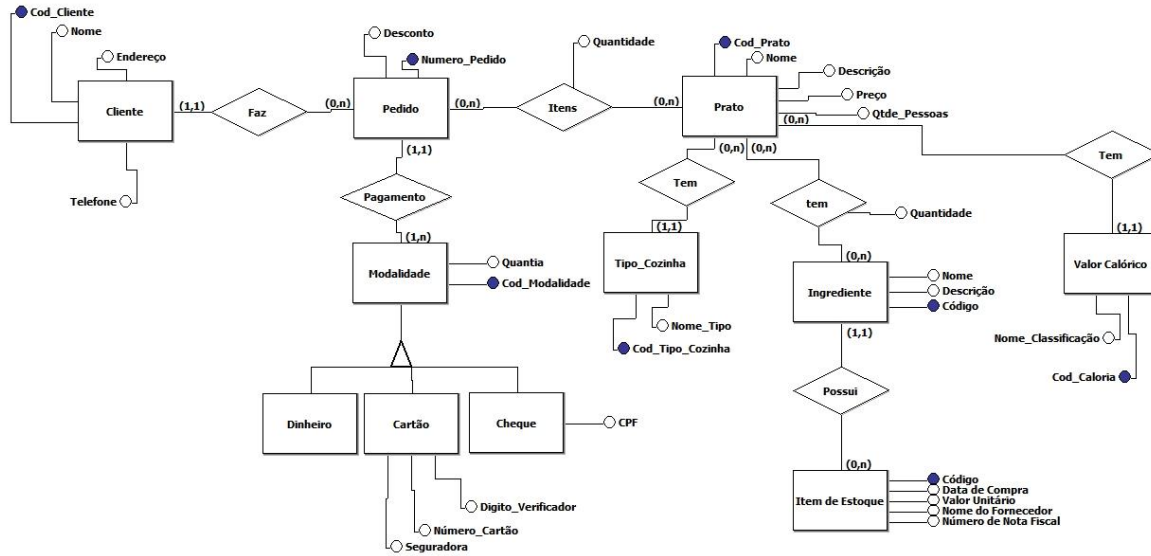 Cod_Cliente
Nome
Endereço
Cliente
Telefone
(1,1)
Faz
(0,n)
Desconto
Numero_Pedido
Pedido
(0,n)
Quantidade
Itens
(0,n)
Cod_Prato
Nome
Descrição
Preço
Qtde_Pessoas
Prato
(0,n)
(0,n)
(0,n)
(1,1)
Pagamento
(1,n)
Modalidade
Quantia
Cod_Modalidade
Dinheiro
Cartão
Cheque
CPF
Digito_Verificador
Número_Cartão
Seguradora
Tem
(1,1)
Tipo_Cozinha
Nome_Tipo
Cod_Tipo_Cozinha
tem
Quantidade
(0,n)
Ingrediente
Nome
Descrição
Código
(1,1)
Possui
(0,n)
Item de Estoque
Código
Data de Compra
Valor Unitário
Nome do Fornecedor
Número de Nota Fiscal
Tem
(1,1)
Valor Calórico
Nome_Classificação
Cod_Caloria